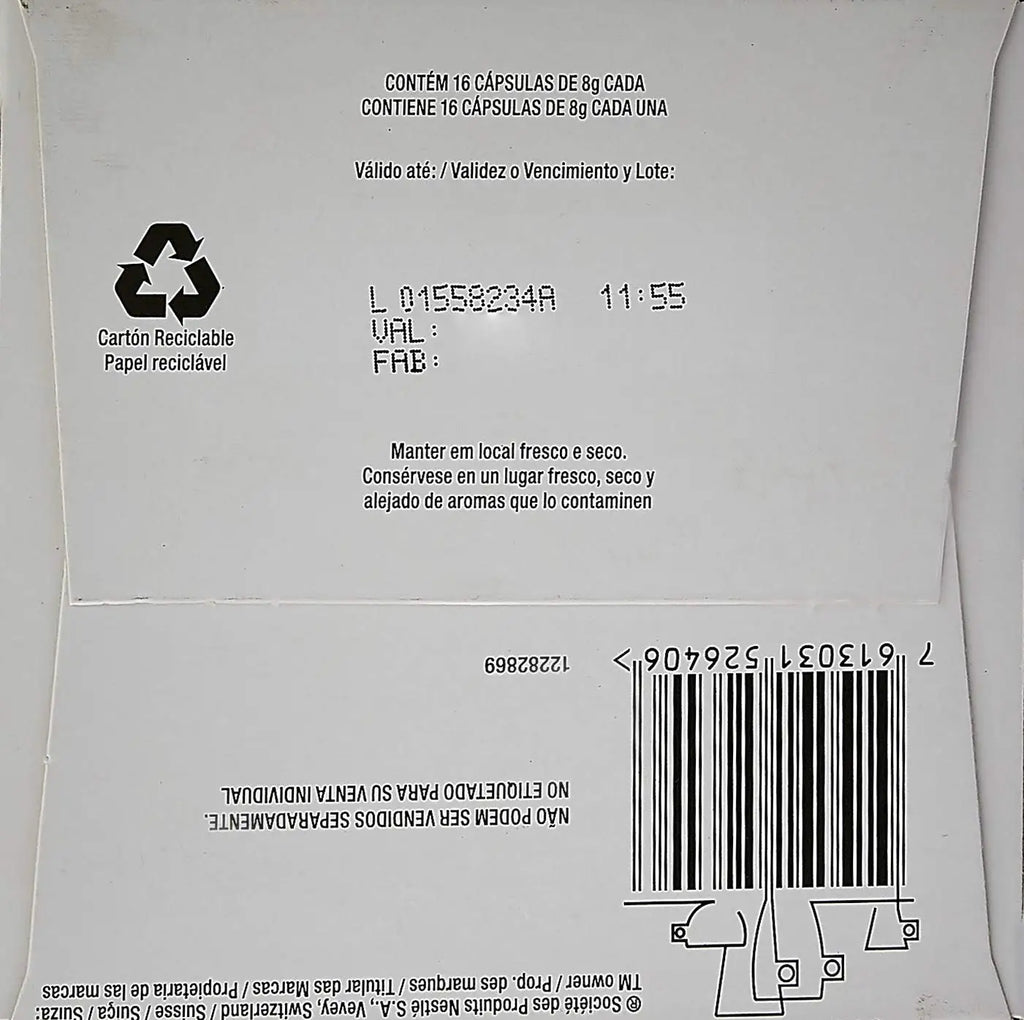 CONTÉM 16 CÁPSULAS DE 8g CADA
CONTIENE 16 CÁPSULAS DE 8g CADA UNA
Válido até: / Validez o Vencimiento y Lote:
Cartón Reciclable
Papel reciclável
L 01558234A 11:55
VAL:
FAB:
Manter em local fresco e seco.
Consérvese en un lugar fresco, seco y
alejado de aromas que lo contaminen
7 613031 526406 >
12282869
NÃO PODEM SER VENDIDOS SEPARADAMENTE.
NO ETIQUETADO PARA SU VENTA INDIVIDUAL
® Société des Produits Nestlé S.A., Vevey, Switzerland / Suisse / Suíça / Suiza:
TM owner / Prop. des marques / Titular das Marcas / Propietaria de las marcas